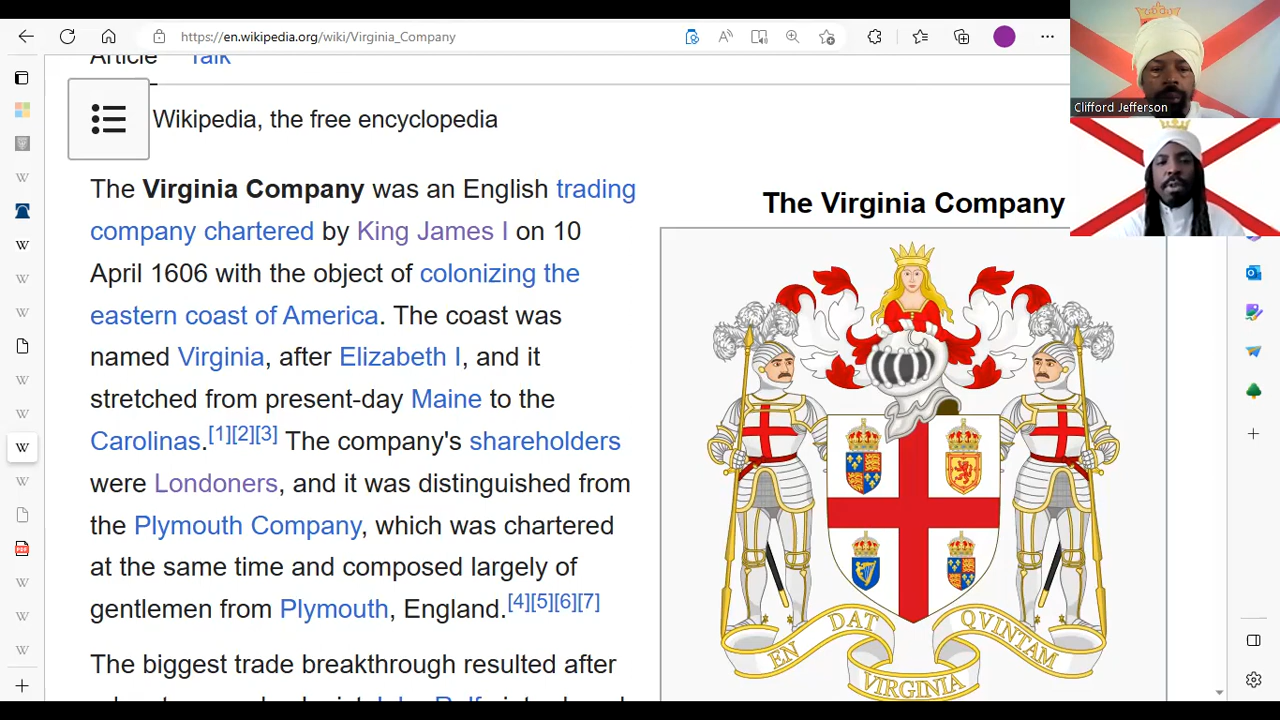 https://en.wikipedia.org/wiki/Virginia_Company
Clifford Jefferson
Article Talk
Wikipedia, the free encyclopedia
The Virginia Company was an English trading
company chartered by King James I on 10
April 1606 with the object of colonizing the
eastern coast of America. The coast was
named Virginia, after Elizabeth I, and it
stretched from present-day Maine to the
Carolinas.[1][2][3] The company's shareholders
were Londoners, and it was distinguished from
the Plymouth Company, which was chartered
at the same time and composed largely of
gentlemen from Plymouth, England.[4][5][6][7]
The biggest trade breakthrough resulted after
The Virginia Company
EN DAT VIRGINIA QVINTAM